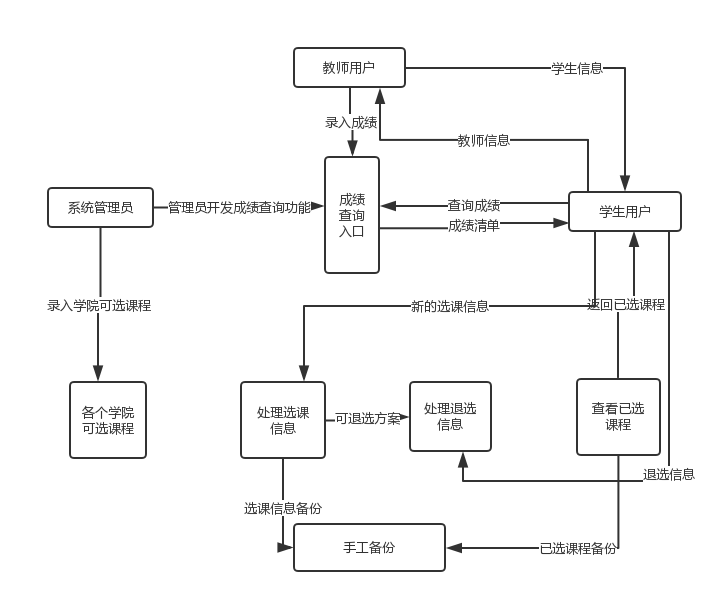 教师用户
学生信息
录入成绩
教师信息
系统管理员
管理员开发成绩查询功能
成绩
查询
入口
查询成绩
成绩清单
学生用户
录入学院可选课程
新的选课信息
返回已选课程
各个学院
可选课程
处理选课
信息
可退选方案
处理退选
信息
查看已选
课程
退选信息
选课信息备份
手工备份
已选课程备份